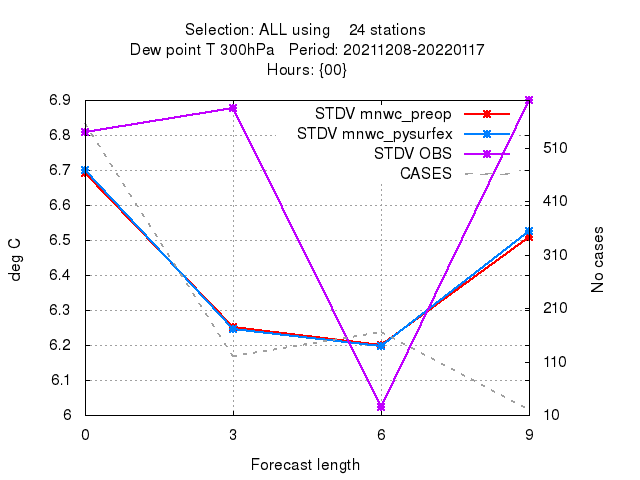 Selection: ALL using    24 stations
Dew point T 300hPa   Period: 20211208-20220117
Hours: {00}
STDV mnwc_preop
STDV mnwc_pysurfex
STDV OBS
CASES
6.9
6.8
6.7
6.6
6.5
6.4
6.3
6.2
6.1
6
deg C
510
410
310
210
110
10
No cases
0 3 6 9
Forecast length